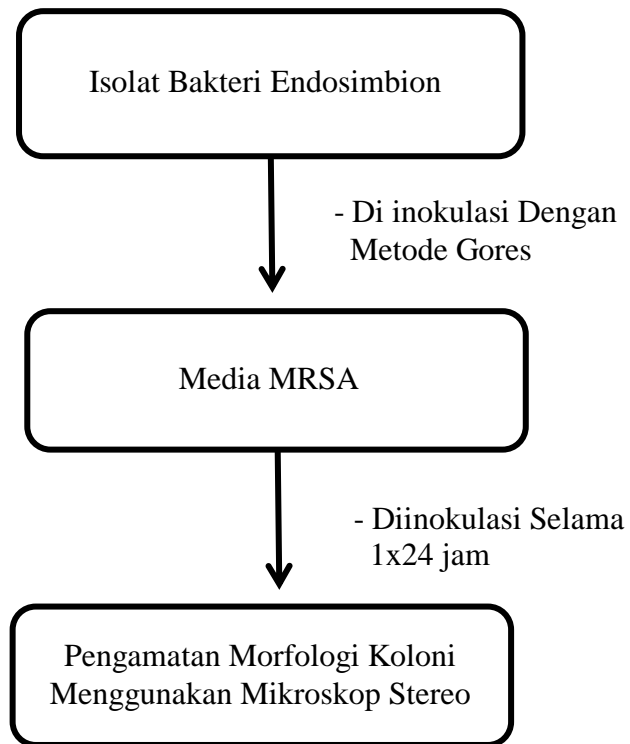 Isolat Bakteri Endosimbion
- Di inokulasi Dengan
Metode Gores
Media MRSA
- Diinokulasi Selama
1x24 jam
Pengamatan Morfologi Koloni
Menggunakan Mikroskop Stereo